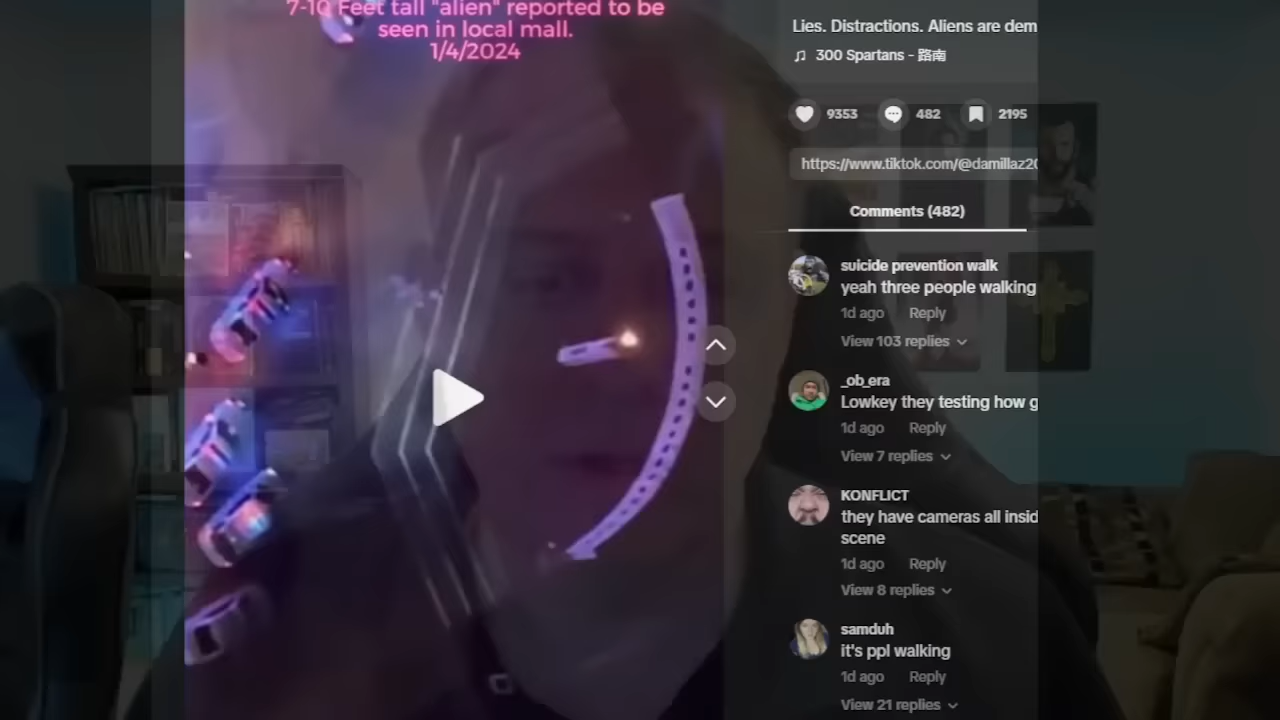 7-10 Feet tall "alien" reported to be
seen in local mall.
1/4/2024
Lies. Distractions. Aliens are dem
300 Spartans - 路南
9353
482
2195
https://www.tiktok.com/@damillaz20
Comments (482)
suicide prevention walk
yeah three people walking
1d ago Reply
View 103 replies
_ob_era
Lowkey they testing how g
1d ago Reply
View 7 replies
KONFLICT
they have cameras all insid
scene
1d ago Reply
View 8 replies
samduh
it's ppl walking
1d ago Reply
View 21 replies